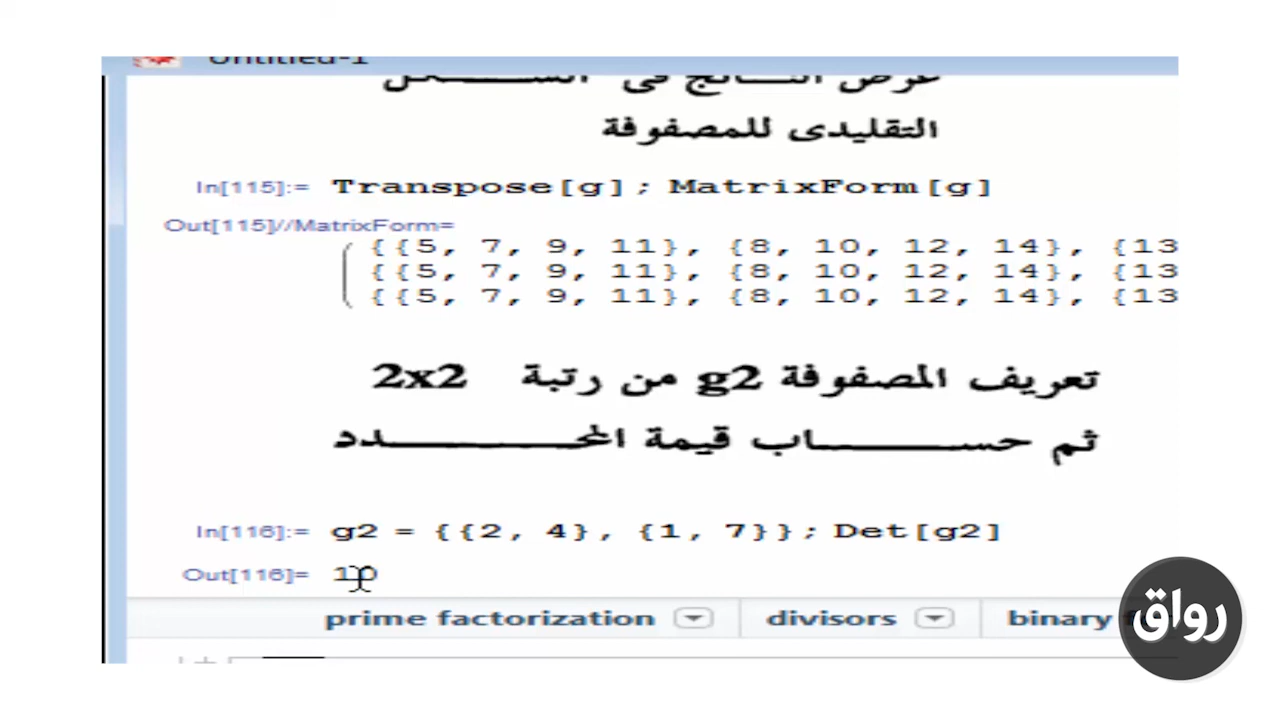 Untitled-1
عرض الناتج فى الشكل
التقليدى للمصفوفة
In[115]:= Transpose[g]; MatrixForm[g]
Out[115]//MatrixForm=
{{5, 7, 9, 11}, {8, 10, 12, 14}, {13
{{5, 7, 9, 11}, {8, 10, 12, 14}, {13
{{5, 7, 9, 11}, {8, 10, 12, 14}, {13
تعريف المصفوفة g2 من رتبة 2x2
ثم حساب قيمة المحدد
In[116]:= g2 = {{2, 4}, {1, 7}}; Det[g2]
Out[116]= 10
prime factorization divisors binary
رواق